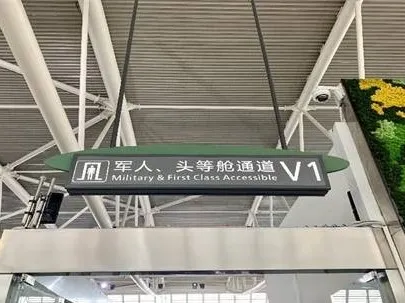 军人、头等舱通道 V1
Military & First Class Accessible